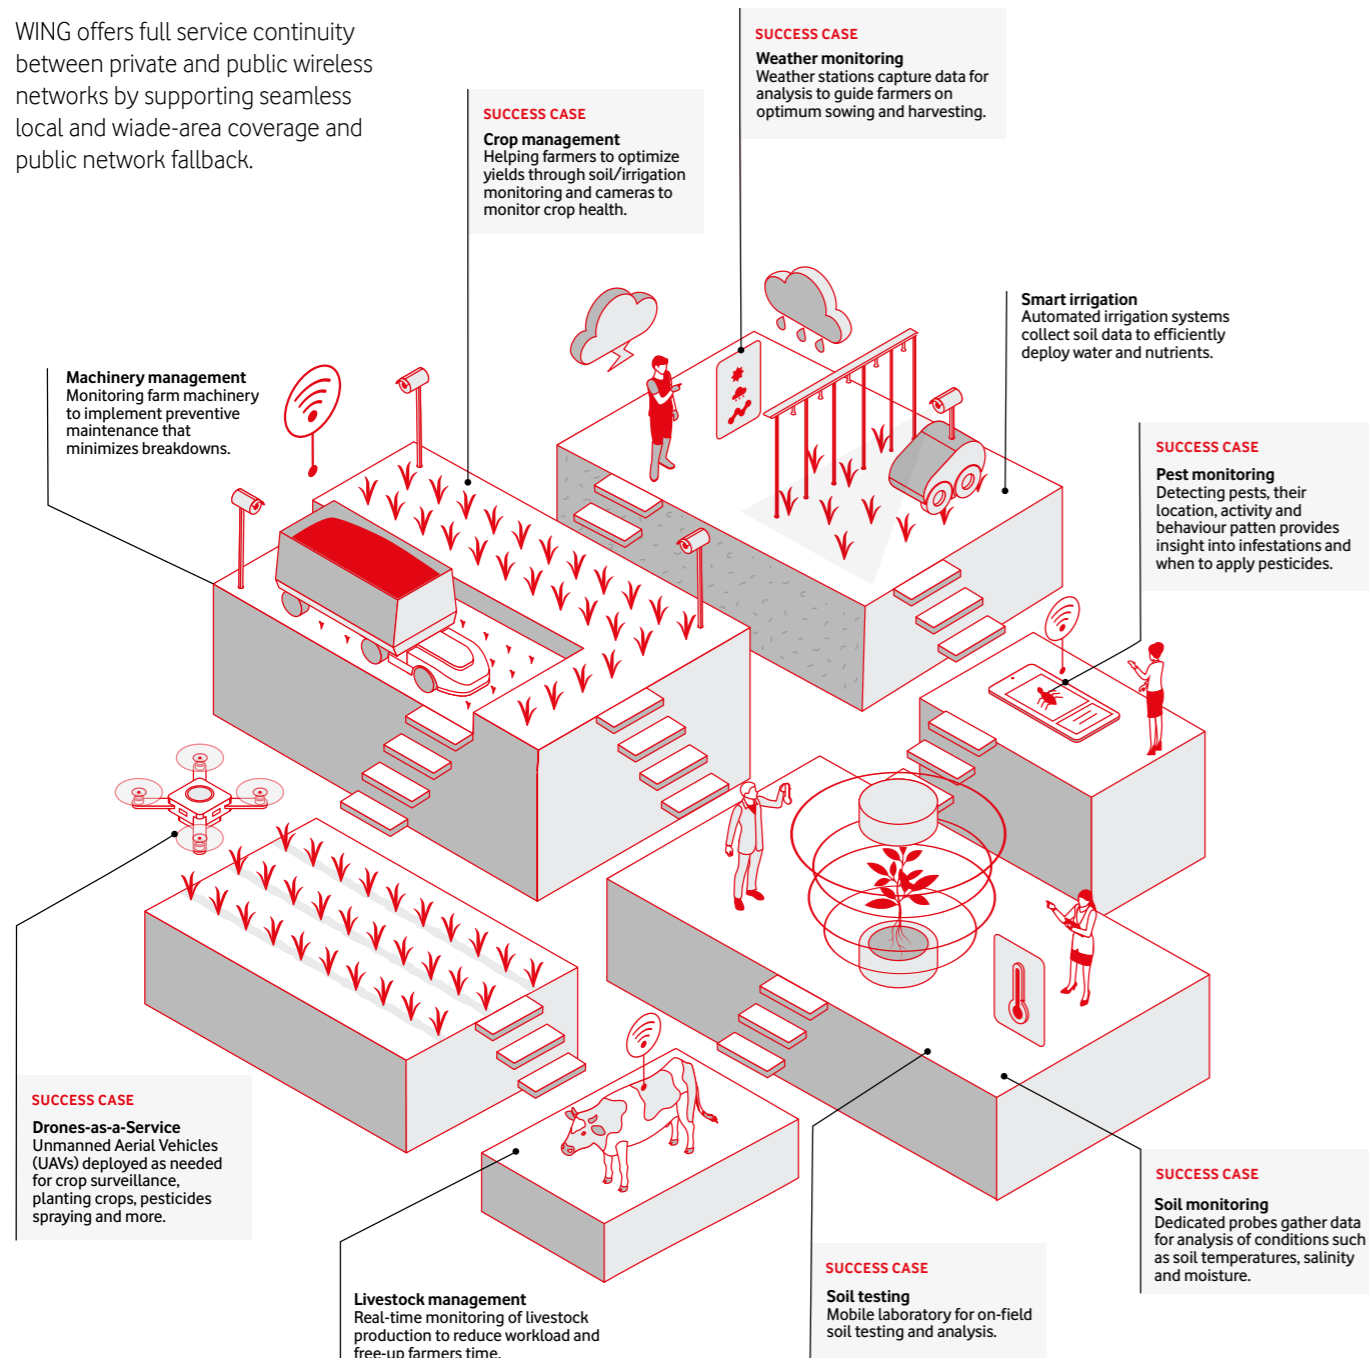 WING offers full service continuity
between private and public wireless
networks by supporting seamless
local and wiade-area coverage and
public network fallback.
SUCCESS CASE
Weather monitoring
Weather stations capture data for
analysis to guide farmers on
optimum sowing and harvesting.
SUCCESS CASE
Crop management
Helping farmers to optimize
yields through soil/irrigation
monitoring and cameras to
monitor crop health.
Smart irrigation
Automated irrigation systems
collect soil data to efficiently
deploy water and nutrients.
Machinery management
Monitoring farm machinery
to implement preventive
maintenance that
minimizes breakdowns.
SUCCESS CASE
Pest monitoring
Detecting pests, their
location, activity and
behaviour patten provides
insight into infestations and
when to apply pesticides.
SUCCESS CASE
Drones-as-a-Service
Unmanned Aerial Vehicles
(UAVs) deployed as needed
for crop surveillance,
planting crops, pesticides
spraying and more.
SUCCESS CASE
Soil monitoring
Dedicated probes gather data
for analysis of conditions such
as soil temperatures, salinity
and moisture.
SUCCESS CASE
Soil testing
Mobile laboratory for on-field
soil testing and analysis.
Livestock management
Real-time monitoring of livestock
production to reduce workload and
free-up farmers time.